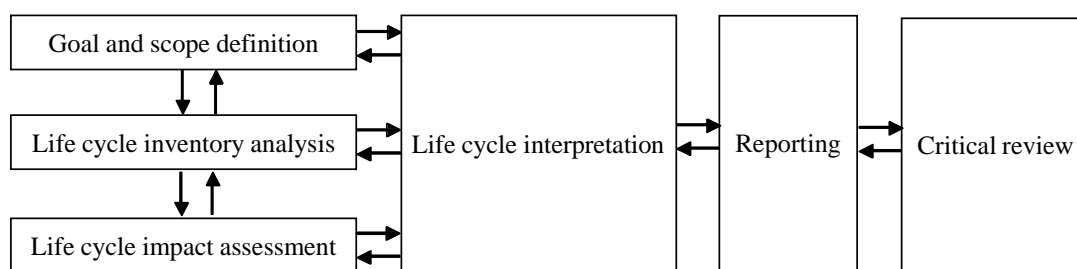 Goal and scope definition
Life cycle inventory analysis
Life cycle impact assessment
Life cycle interpretation
Reporting
Critical review